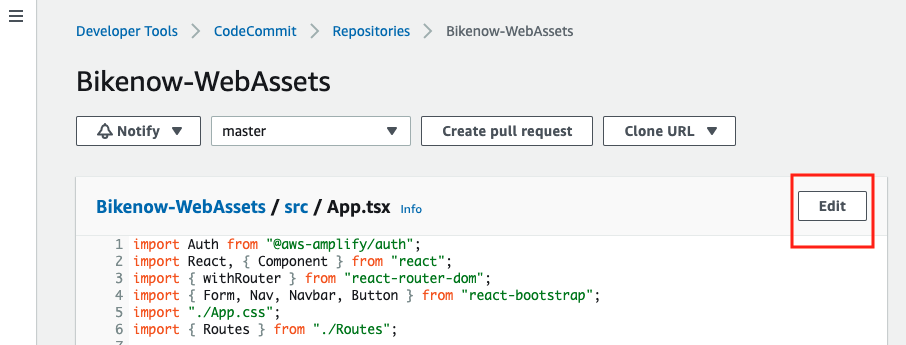 Developer Tools > CodeCommit > Repositories > Bikenow-WebAssets
Bikenow-WebAssets
Notify master Create pull request Clone URL
Bikenow-WebAssets / src / App.tsx Info Edit
1 import Auth from "@aws-amplify/auth";
2 import React, { Component } from "react";
3 import { withRouter } from "react-router-dom";
4 import { Form, Nav, Navbar, Button } from "react-bootstrap";
5 import "./App.css";
6 import { Routes } from "./Routes";